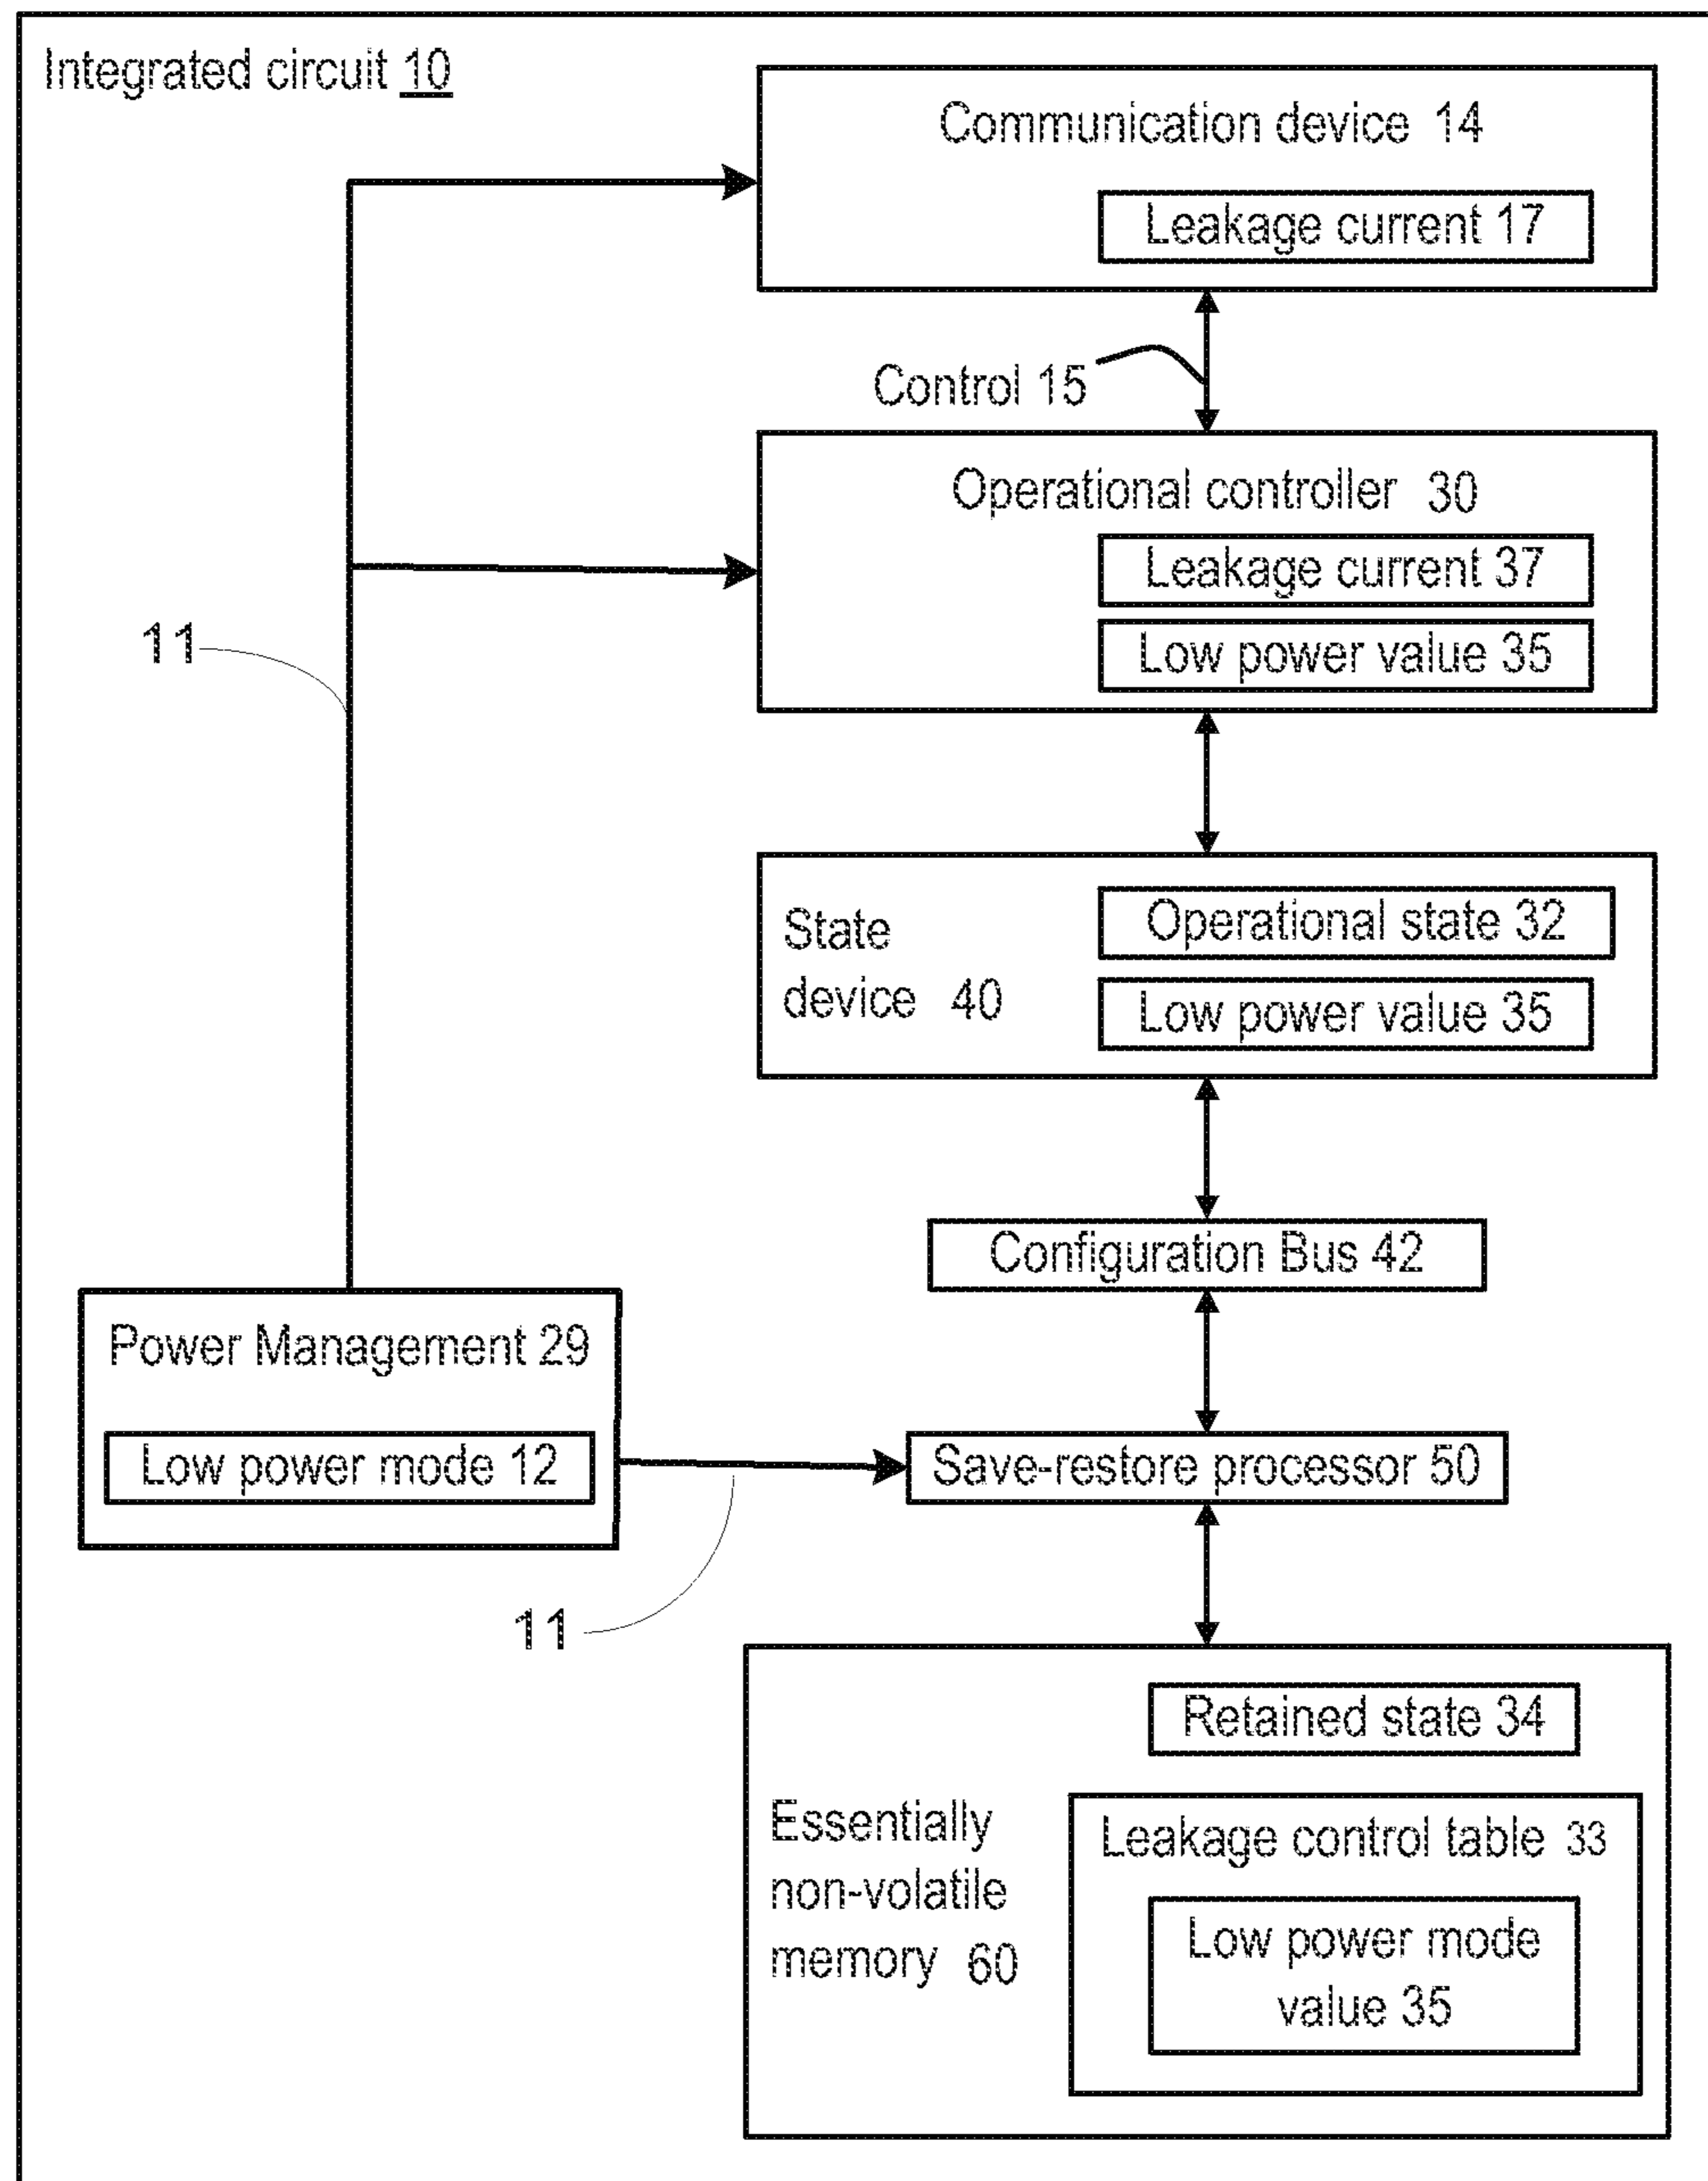 Integrated circuit 10
Communication device 14
Leakage current 17
Control 15
Operational controller 30
Leakage current 37
Low power value 35
11
State
device 40
Operational state 32
Low power value 35
Configuration Bus 42
Power Management 29
Low power mode 12
Save-restore processor 50
11
Retained state 34
Essentially
non-volatile
memory 60
Leakage control table 33
Low power mode
value 35